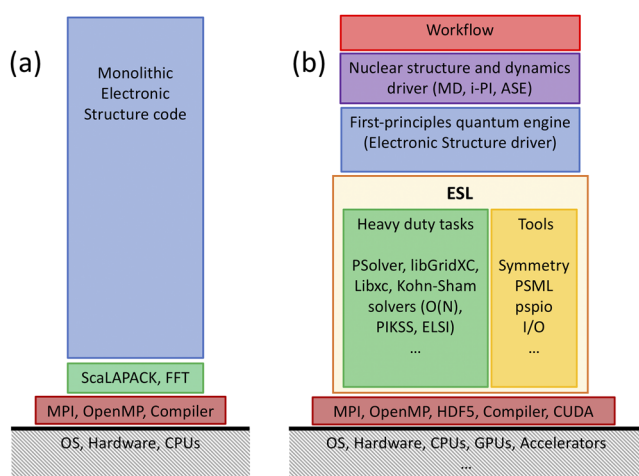 (a)
Monolithic
Electronic
Structure code
ScaLAPACK, FFT
MPI, OpenMP, Compiler
OS, Hardware, CPUs
(b)
Workflow
Nuclear structure and dynamics
driver (MD, i-PI, ASE)
First-principles quantum engine
(Electronic Structure driver)
ESL
Heavy duty tasks
PSolver, libGridXC,
Libxc, Kohn-Sham
solvers (O(N),
PIKSS, ELSI)
...
Tools
Symmetry
PSML
pspio
I/O
...
MPI, OpenMP, HDF5, Compiler, CUDA
OS, Hardware, CPUs, GPUs, Accelerators
...